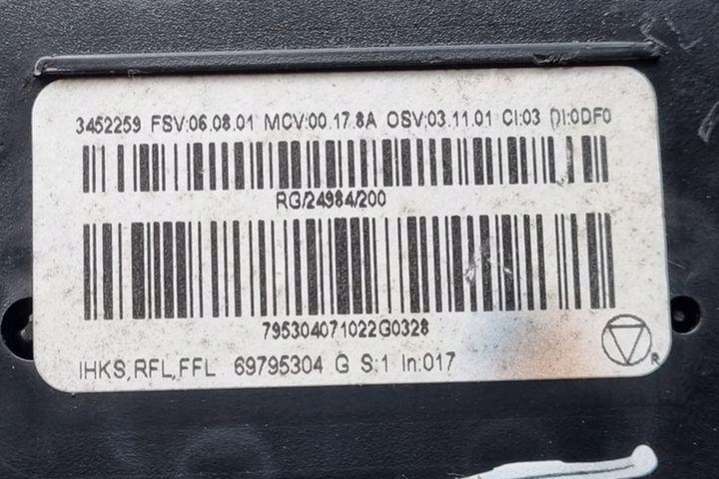 3452259 FSV:06.08.01 MCV:00.17.8A OSV:03.11.01 CI:03 DI:0DF0
RG/24984/200
795304071022G0328
IHKS,RFL,FFL 69795304 G S:1 In:017
R